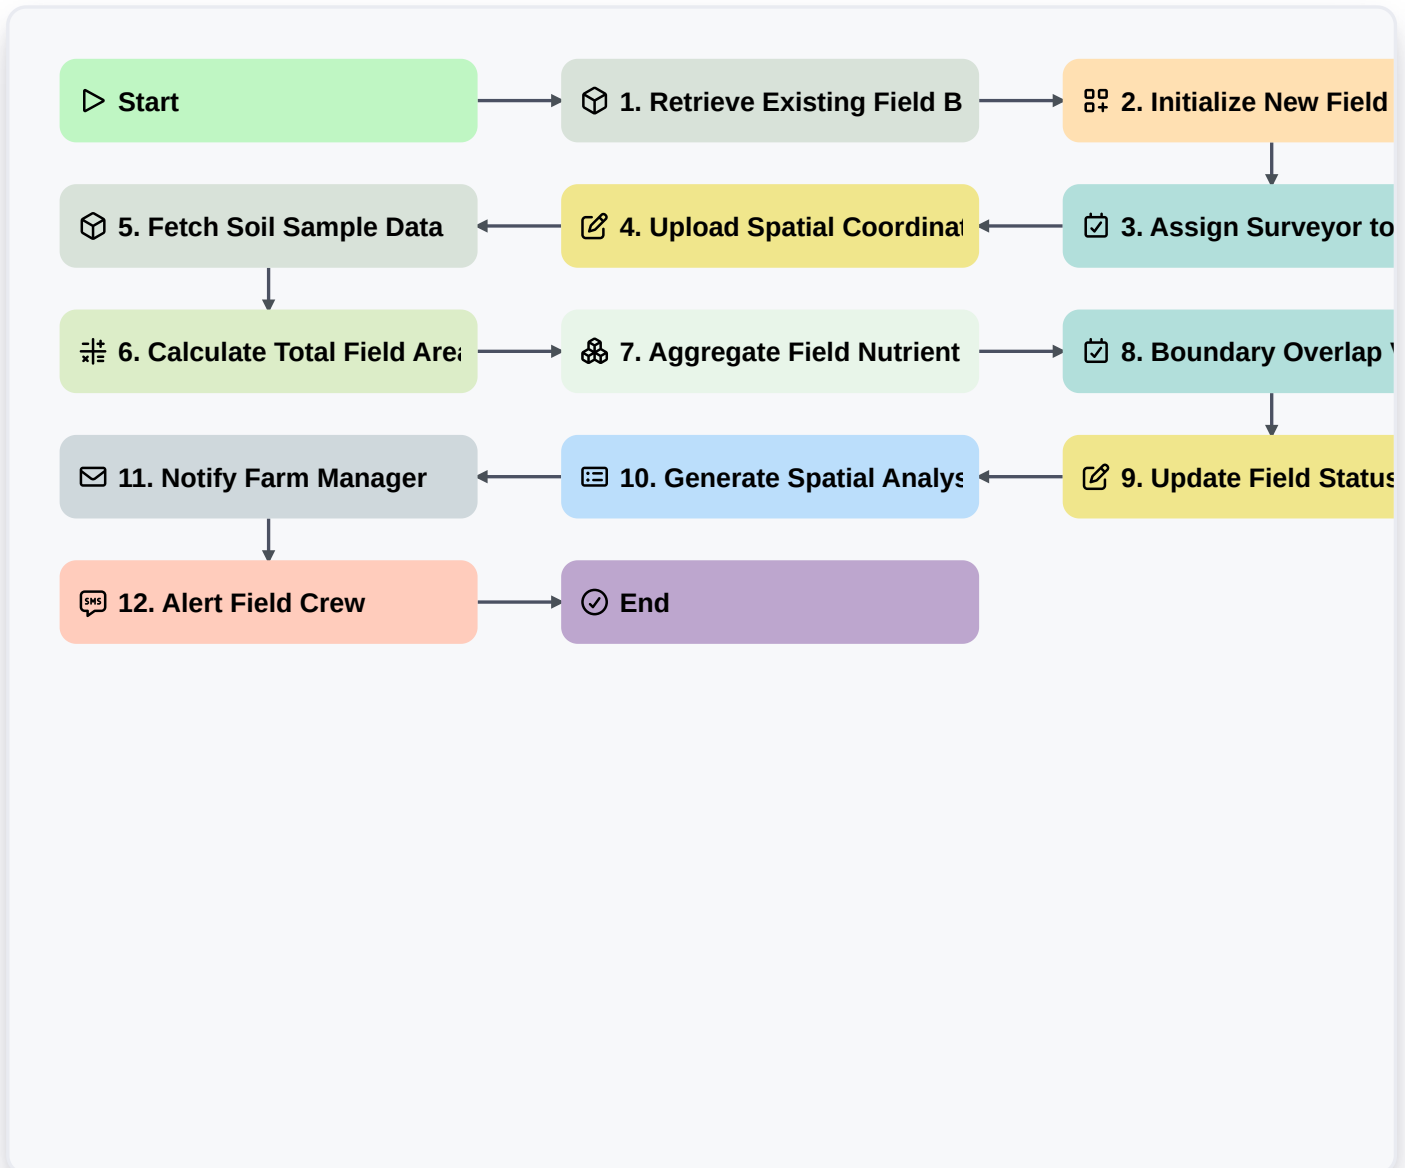 Start
1. Retrieve Existing Field B
2. Initialize New Field
5. Fetch Soil Sample Data
4. Upload Spatial Coordinat
3. Assign Surveyor to
6. Calculate Total Field Area
7. Aggregate Field Nutrient
8. Boundary Overlap
11. Notify Farm Manager
10. Generate Spatial Analys
9. Update Field Status
12. Alert Field Crew
SMS
End